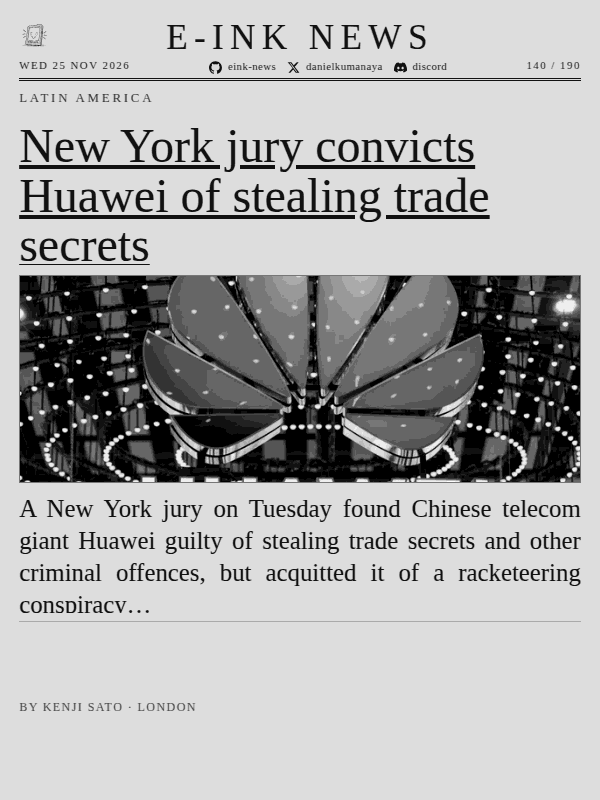 E-INK NEWS
WED 25 NOV 2026
eink-news danielkumanaya discord
140 / 190
LATIN AMERICA
New York jury convicts
Huawei of stealing trade
secrets
A New York jury on Tuesday found Chinese telecom
giant Huawei guilty of stealing trade secrets and other
criminal offences, but acquitted it of a racketeering
conspiracy…
BY KENJI SATO · LONDON